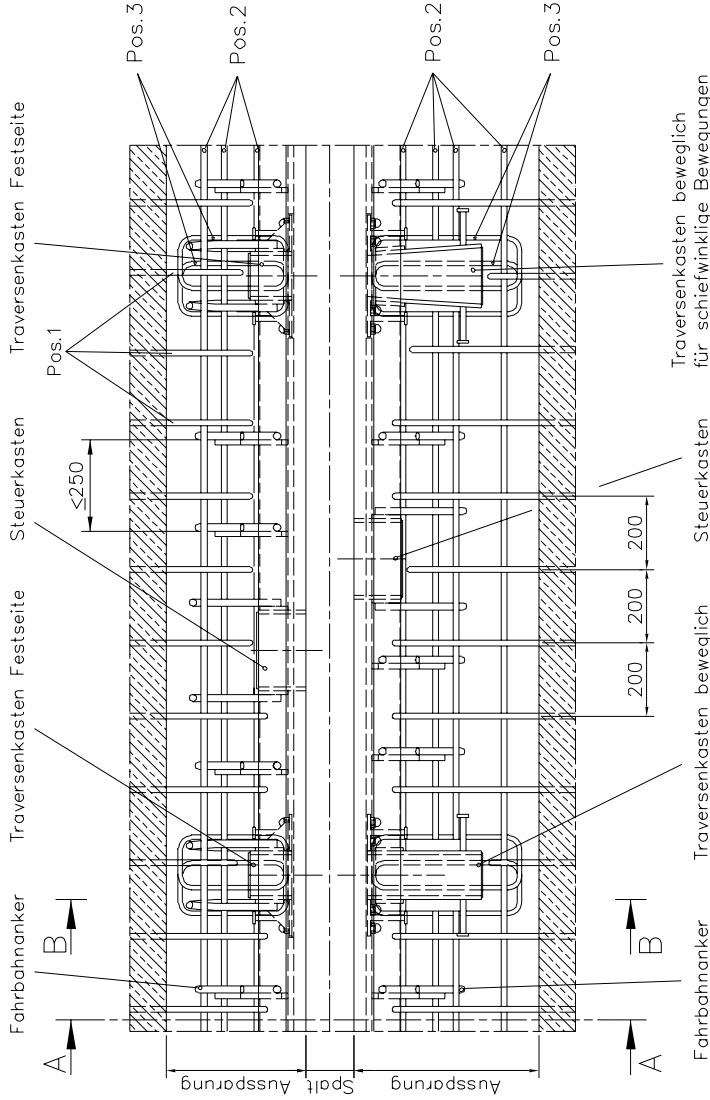 Fahrbahnanker
Traversenkasten Festseite
Steuerkasten
Traversenkasten Festseite
Pos.3
Pos.2
Pos.1
≤250
A
B
Aussparung
Spalt
Aussparung
Pos.2
Pos.3
200
200
200
A
B
Fahrbahnanker
Traversenkasten beweglich
Steuerkasten
Traversenkasten beweglich
für schiefwinklige Bewegungen